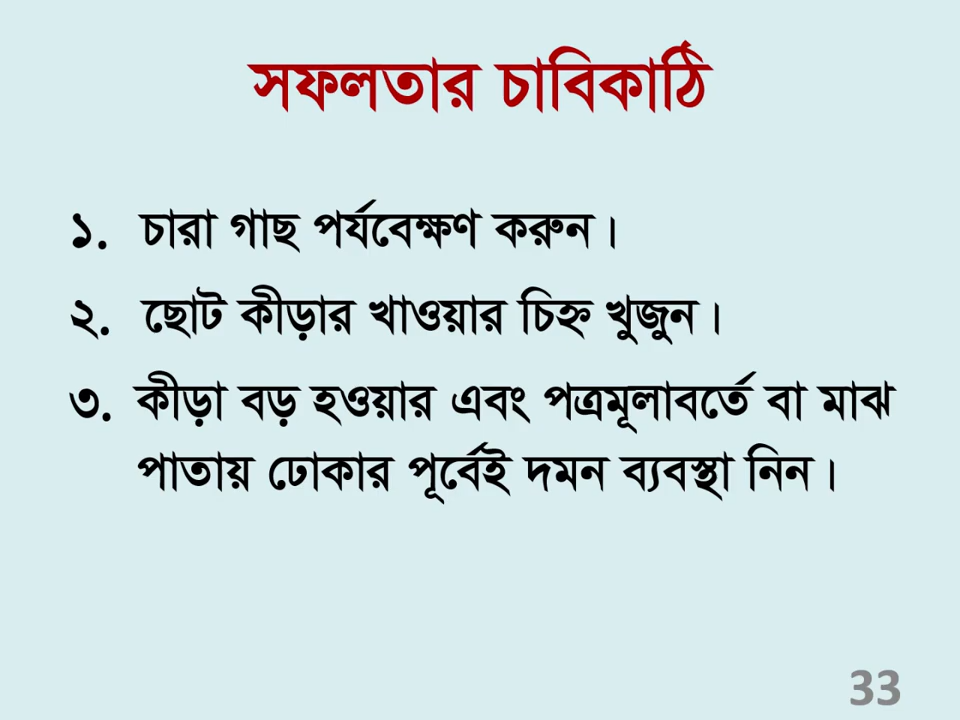 সফলতার চাবিকাঠি
১. চারা গাছ পর্যবেক্ষণ করুন।
২. ছোট কীড়ার খাওয়ার চিহ্ন খুজুন।
৩. কীড়া বড় হওয়ার এবং পত্রমূলাবর্তে বা মাঝ
পাতায় ঢোকার পূর্বেই দমন ব্যবস্থা নিন।
33